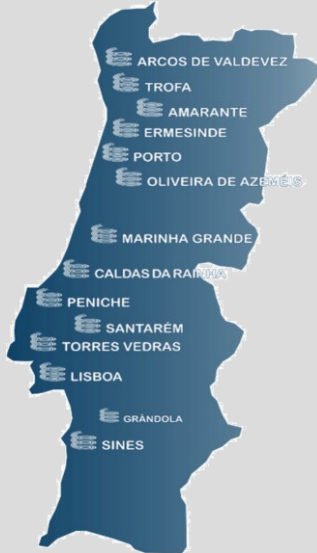 ARCOS DE VALDEVEZ
TROFA
AMARANTE
ERMESINDE
PORTO
OLIVEIRA DE AZEMÉIS
MARINHA GRANDE
CALDAS DA RAINHA
PENICHE
SANTARÉM
TORRES VEDRAS
LISBOA
GRÂNDOLA
SINES